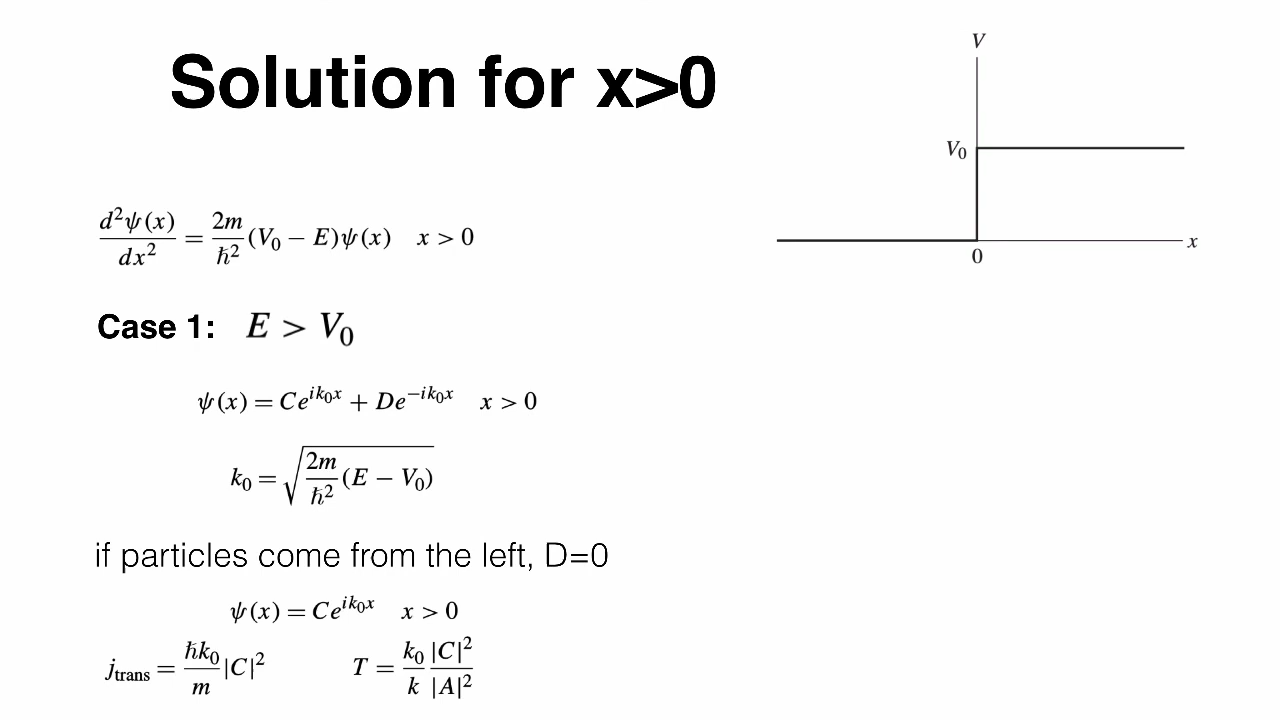 Solution for x>0
V
V₀
x
0
d²ψ(x)/dx² = 2m/ħ² (V₀ − E)ψ(x) x > 0
Case 1: E > V₀
ψ(x) = Ce^{ik₀x} + De^{−ik₀x} x > 0
k₀ = √(2m/ħ² (E − V₀))
if particles come from the left, D=0
ψ(x) = Ce^{ik₀x} x > 0
j_trans = ħk₀/m |C|² T = k₀/k |C|²/|A|²